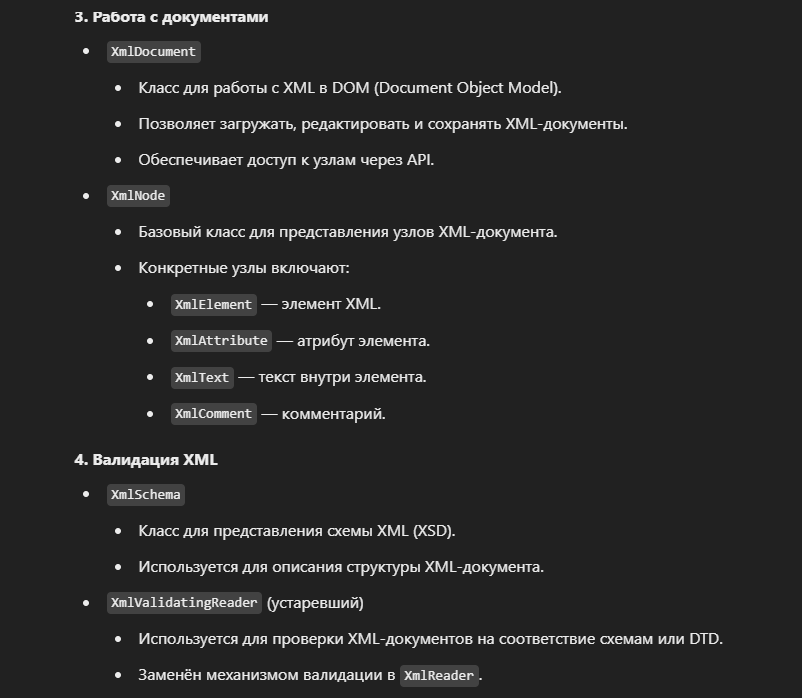 3. Работа с документами
XmlDocument
Класс для работы с XML в DOM (Document Object Model).
Позволяет загружать, редактировать и сохранять XML-документы.
Обеспечивает доступ к узлам через API.
XmlNode
Базовый класс для представления узлов XML-документа.
Конкретные узлы включают:
XmlElement — элемент XML.
XmlAttribute — атрибут элемента.
XmlText — текст внутри элемента.
XmlComment — комментарий.
4. Валидация XML
XmlSchema
Класс для представления схемы XML (XSD).
Используется для описания структуры XML-документа.
XmlValidatingReader (устаревший)
Используется для проверки XML-документов на соответствие схемам или DTD.
Заменён механизмом валидации в XmlReader.